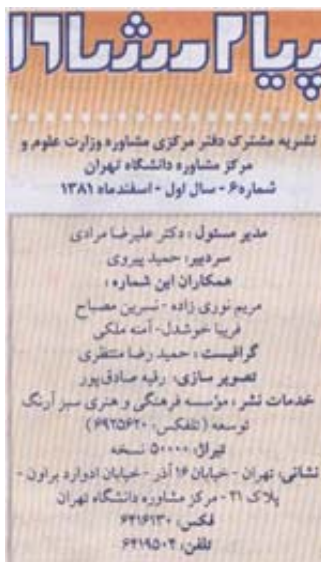 نشریه مشترک دفتر مرکزی مشاوره وزارت علوم و
مرکز مشاوره دانشگاه تهران
شماره ۶ - سال اول - اسفندماه ۱۳۸۱
مدیر مسئول : دکتر علیرضا مرادی
سردبیر: حمید پیروی
همکاران این شماره :
مریم نوری زاده - نسرین مصباح
فریبا خوشدل- آمنه ملکی
گرافیست : حمید رضا منتظری
تصویر سازی: رقیه صادق‌پور
خدمات نشر : مؤسسه فرهنگی و هنری سبز آرنگ
توسعه (تلفکس: ۶۹۲۵۶۲۰)
تیراژ: ۵۰۰۰۰ نسخه
نشانی: تهران - خیابان ۱۶ آذر - خیابان ادوارد براون -
پلاک ۲۱ - مرکز مشاوره دانشگاه تهران
فکس: ۶۴۱۶۱۳۰
تلفن: ۶۴۱۹۵۰۴